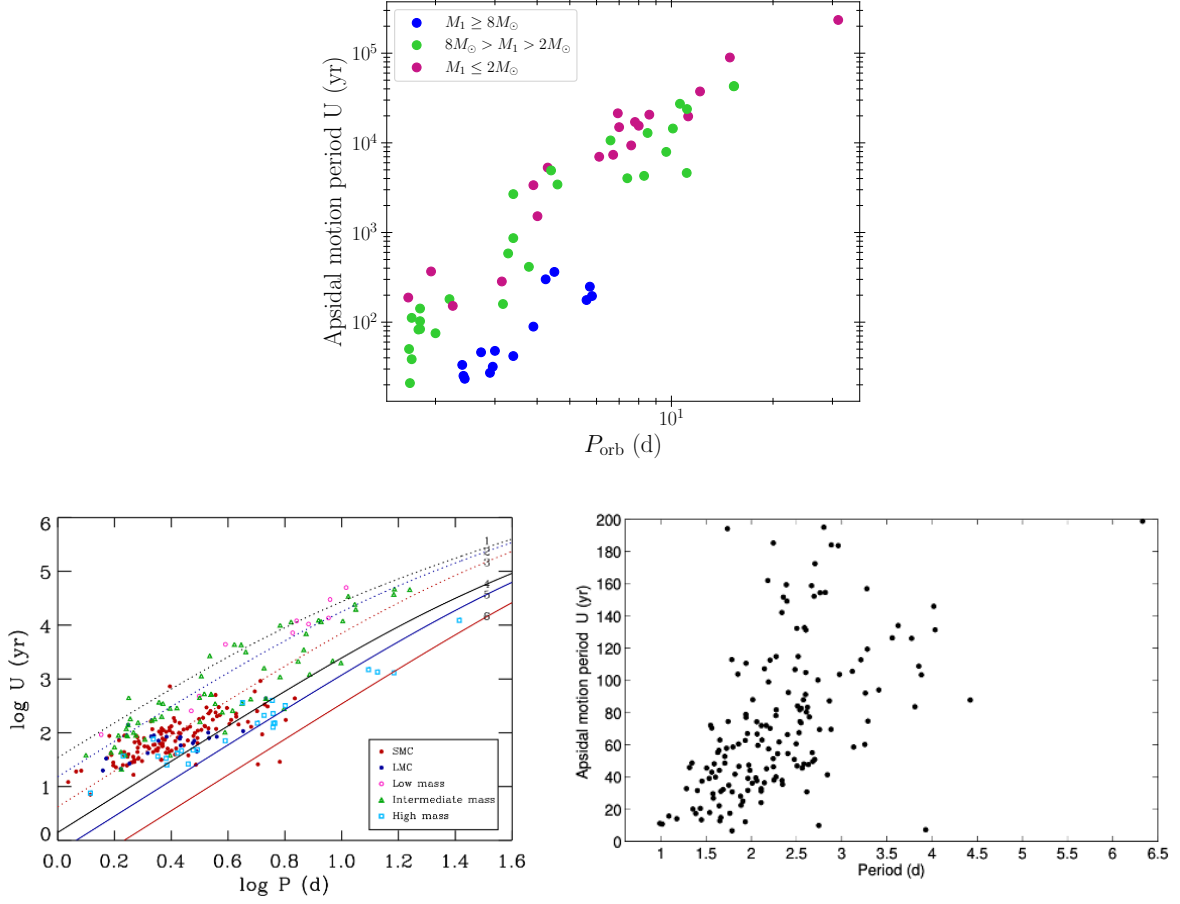 M₁ ≥ 8M☉
8M☉ > M₁ > 2M☉
M₁ ≤ 2M☉
Apsidal motion period U (yr)
10⁵
10⁴
10³
10²
10¹
P_orb (d)
6
5
4
3
2
1
0
log U (yr)
1
2
3
4
5
6
SMC
LMC
Low mass
Intermediate mass
High mass
0.0 0.2 0.4 0.6 0.8 1.0 1.2 1.4 1.6
log P (d)
200
180
160
140
120
100
80
60
40
20
0
Apsidal motion period U (yr)
1 1.5 2 2.5 3 3.5 4 4.5 5 5.5 6 6.5
Period (d)